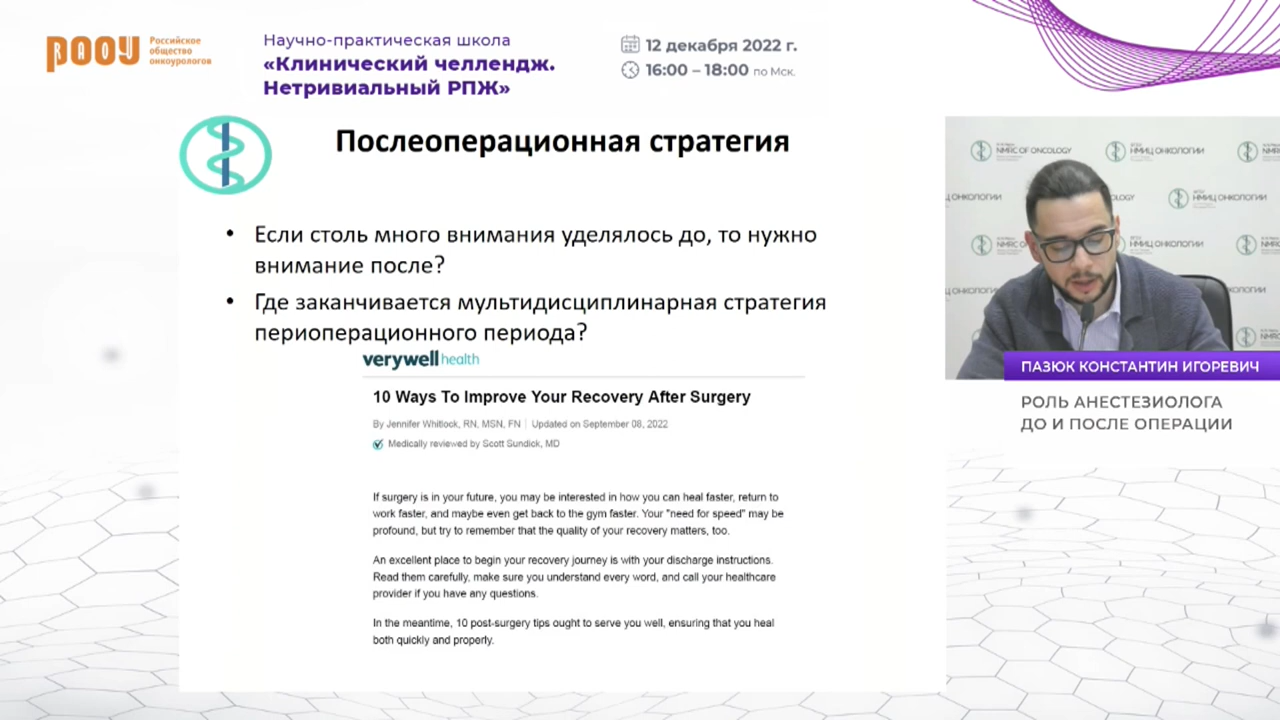 РАОУ
Российское
общество
онкоурологов
Научно-практическая школа
«Клинический челлендж.
Нетривиальный РПЖ»
12 декабря 2022 г.
16:00 – 18:00 по Мск.
Послеоперационная стратегия
• Если столь много внимания уделялось до, то нужно
внимание после?
• Где заканчивается мультидисциплинарная стратегия
периоперационного периода?
verywell health
10 Ways To Improve Your Recovery After Surgery
By Jennifer Whitlock, RN, MSN, FN | Updated on September 08, 2022
Medically reviewed by Scott Sundick, MD
If surgery is in your future, you may be interested in how you can heal faster, return to
work faster, and maybe even get back to the gym faster. Your "need for speed" may be
profound, but try to remember that the quality of your recovery matters, too.
An excellent place to begin your recovery journey is with your discharge instructions.
Read them carefully, make sure you understand every word, and call your healthcare
provider if you have any questions.
In the meantime, 10 post-surgery tips ought to serve you well, ensuring that you heal
both quickly and properly.
NMRC OF ONCOLOGY
НМИЦ ОНКОЛОГИИ
НМИЦ ОНКОЛОГИИ
НМИЦ ОНКОЛОГИИ
ПАЗЮК КОНСТАНТИН ИГОРЕВИЧ
РОЛЬ АНЕСТЕЗИОЛОГА
ДО И ПОСЛЕ ОПЕРАЦИИ